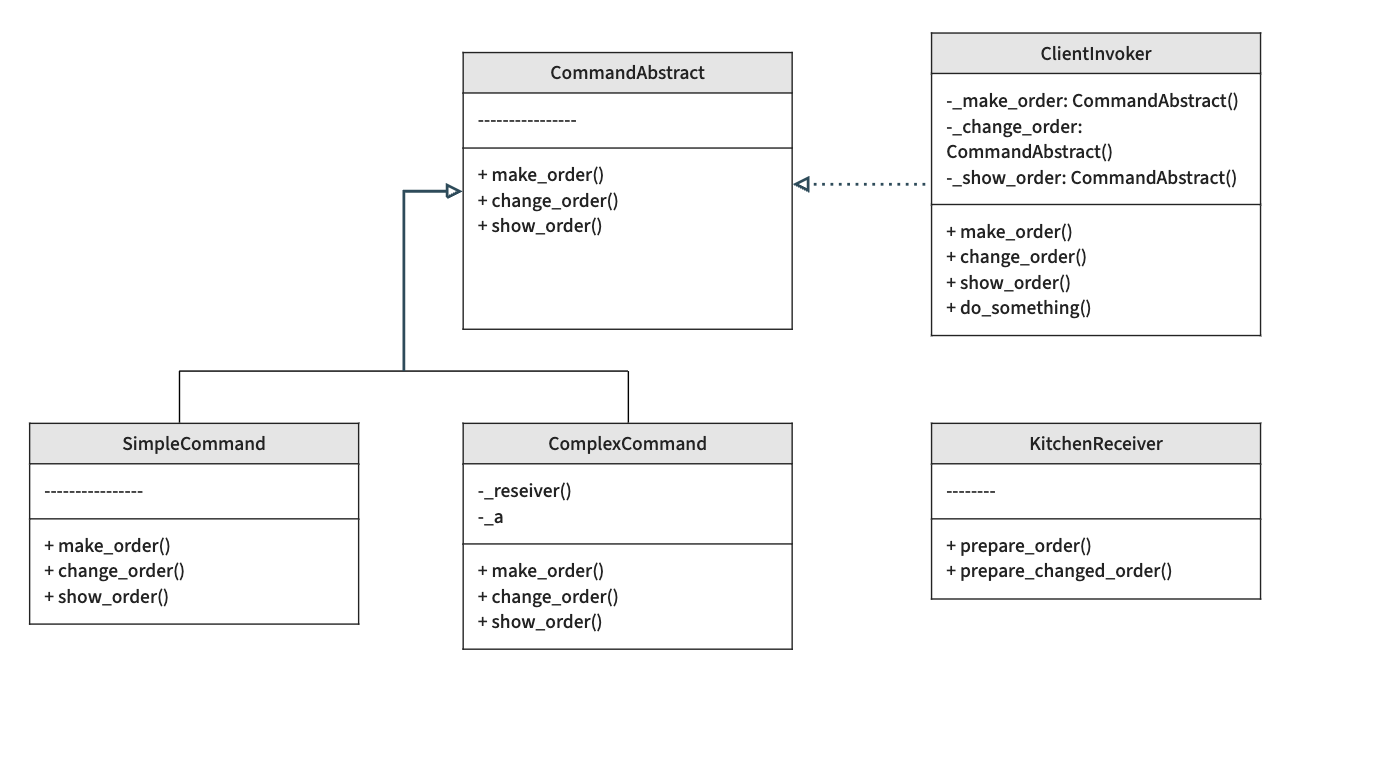 CommandAbstract
----------------
+ make_order()
+ change_order()
+ show_order()
ClientInvoker
-_make_order: CommandAbstract()
-_change_order:
CommandAbstract()
-_show_order: CommandAbstract()
+ make_order()
+ change_order()
+ show_order()
+ do_something()
SimpleCommand
----------------
+ make_order()
+ change_order()
+ show_order()
ComplexCommand
-_reseiver()
-_a
+ make_order()
+ change_order()
+ show_order()
KitchenReceiver
--------
+ prepare_order()
+ prepare_changed_order()